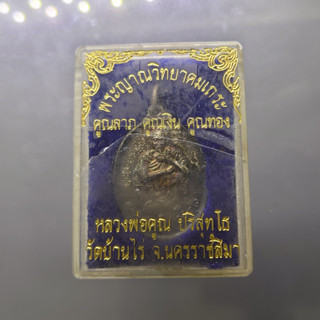 พระญาณวิทยาคมเถระ
คูณลาภ คูณเงิน คูณทอง
หลวงพ่อคูณ ปริสุทฺโธ
วัดบ้านไร่ จ.นครราชสีมา